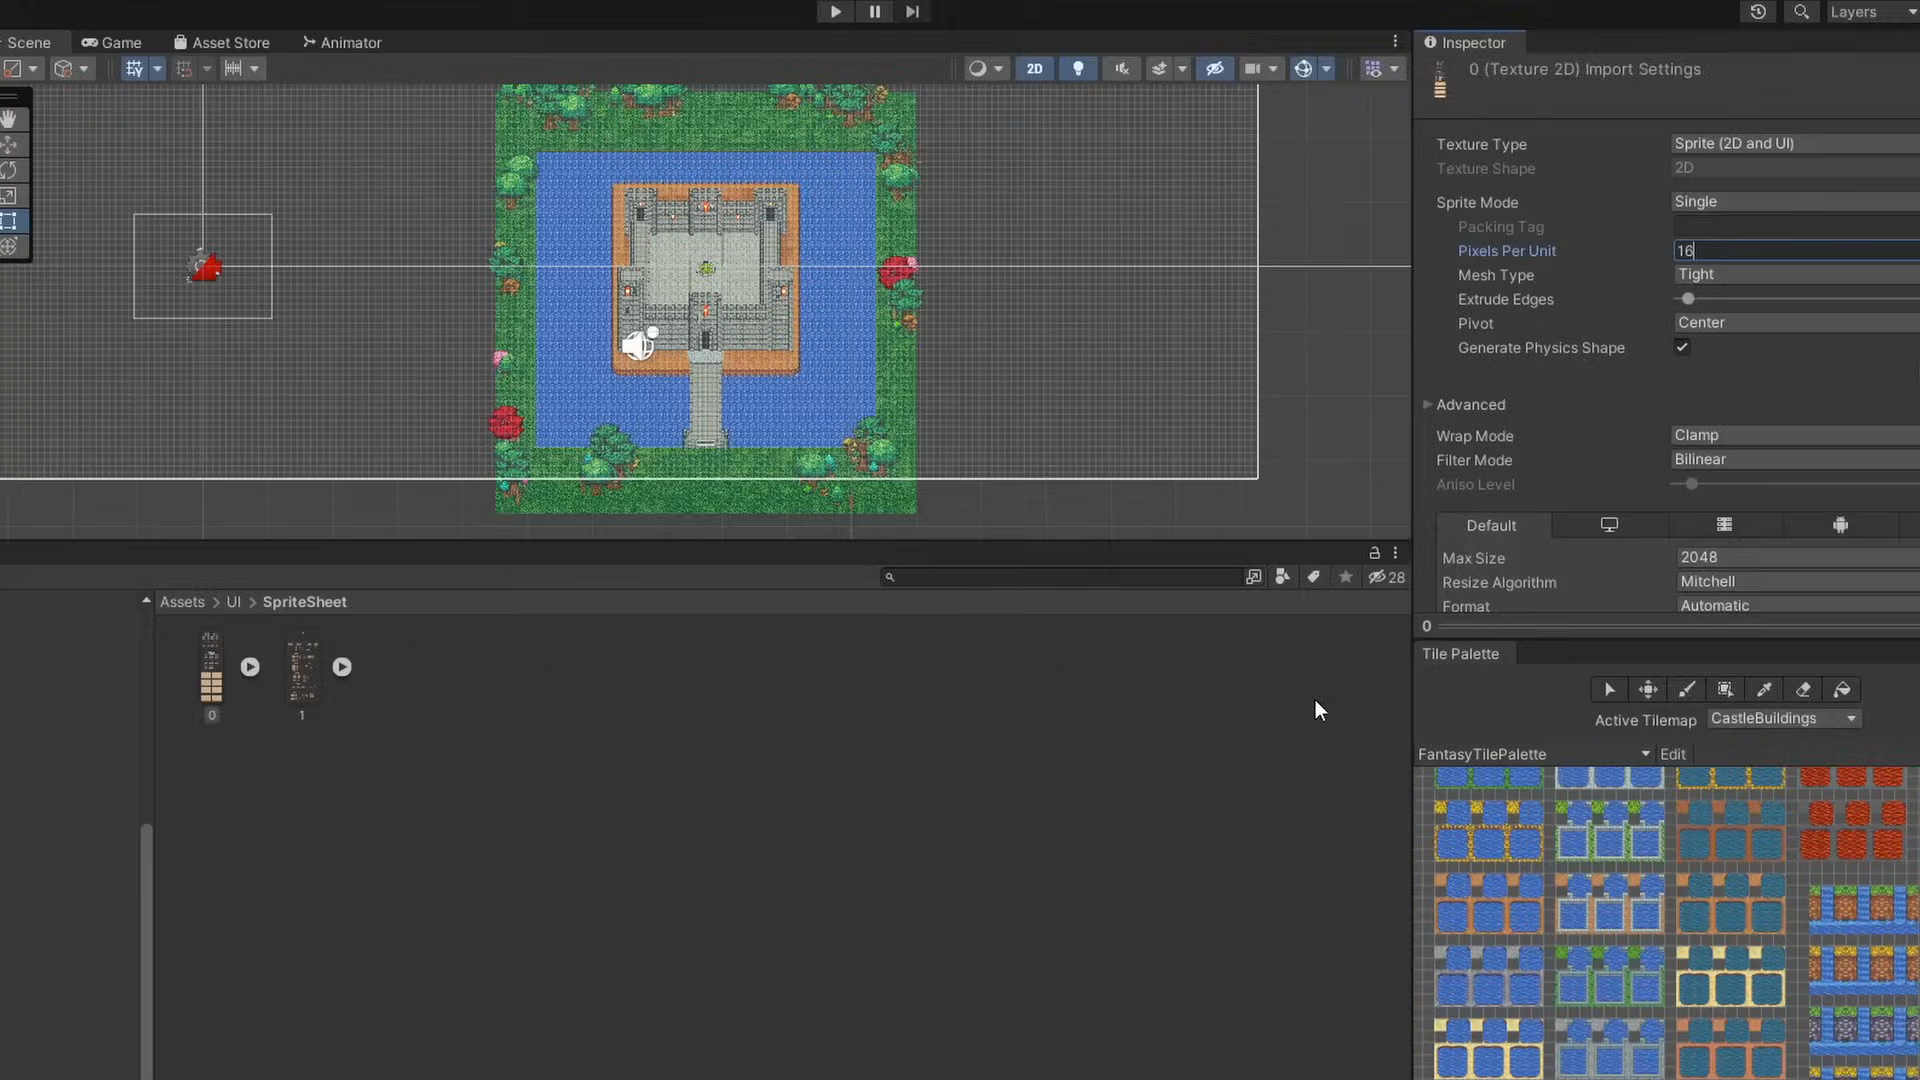 Layers
Scene
Game
Asset Store
Animator
Inspector
2D
0 (Texture 2D) Import Settings
Texture Type
Sprite (2D and UI)
Texture Shape
2D
Sprite Mode
Single
Packing Tag
Pixels Per Unit
16
Mesh Type
Tight
Extrude Edges
Pivot
Center
Generate Physics Shape
Advanced
Wrap Mode
Clamp
Filter Mode
Bilinear
Aniso Level
Default
Max Size
2048
Resize Algorithm
Mitchell
Format
Automatic
28
Assets > UI > SpriteSheet
0
Tile Palette
0
1
Active Tilemap
CastleBuildings
FantasyTilePalette
Edit